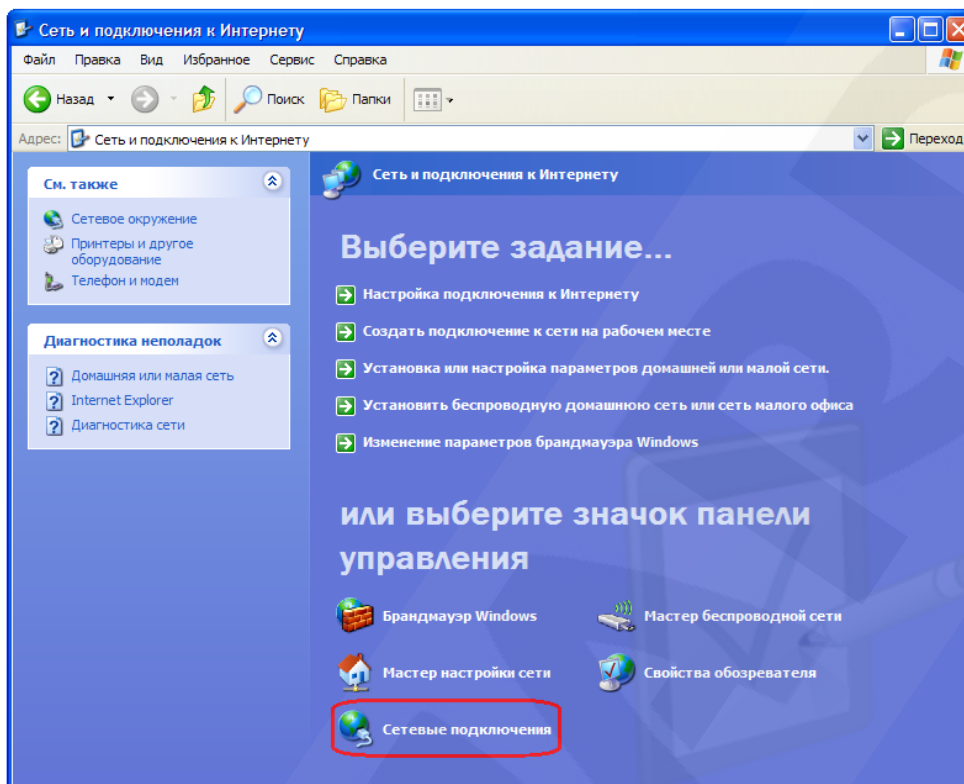 Сеть и подключения к Интернету
Файл Правка Вид Избранное Сервис Справка
Назад Поиск Папки
Адрес: Сеть и подключения к Интернету Переход
См. также
Сетевое окружение
Принтеры и другое
оборудование
Телефон и модем
Диагностика неполадок
Домашняя или малая сеть
Internet Explorer
Диагностика сети
Сеть и подключения к Интернету
Выберите задание...
Настройка подключения к Интернету
Создать подключение к сети на рабочем месте
Установка или настройка параметров домашней или малой сети.
Установить беспроводную домашнюю сеть или сеть малого офиса
Изменение параметров брандмауэра Windows
или выберите значок панели
управления
Брандмауэр Windows
Мастер беспроводной сети
Мастер настройки сети
Свойства обозревателя
Сетевые подключения